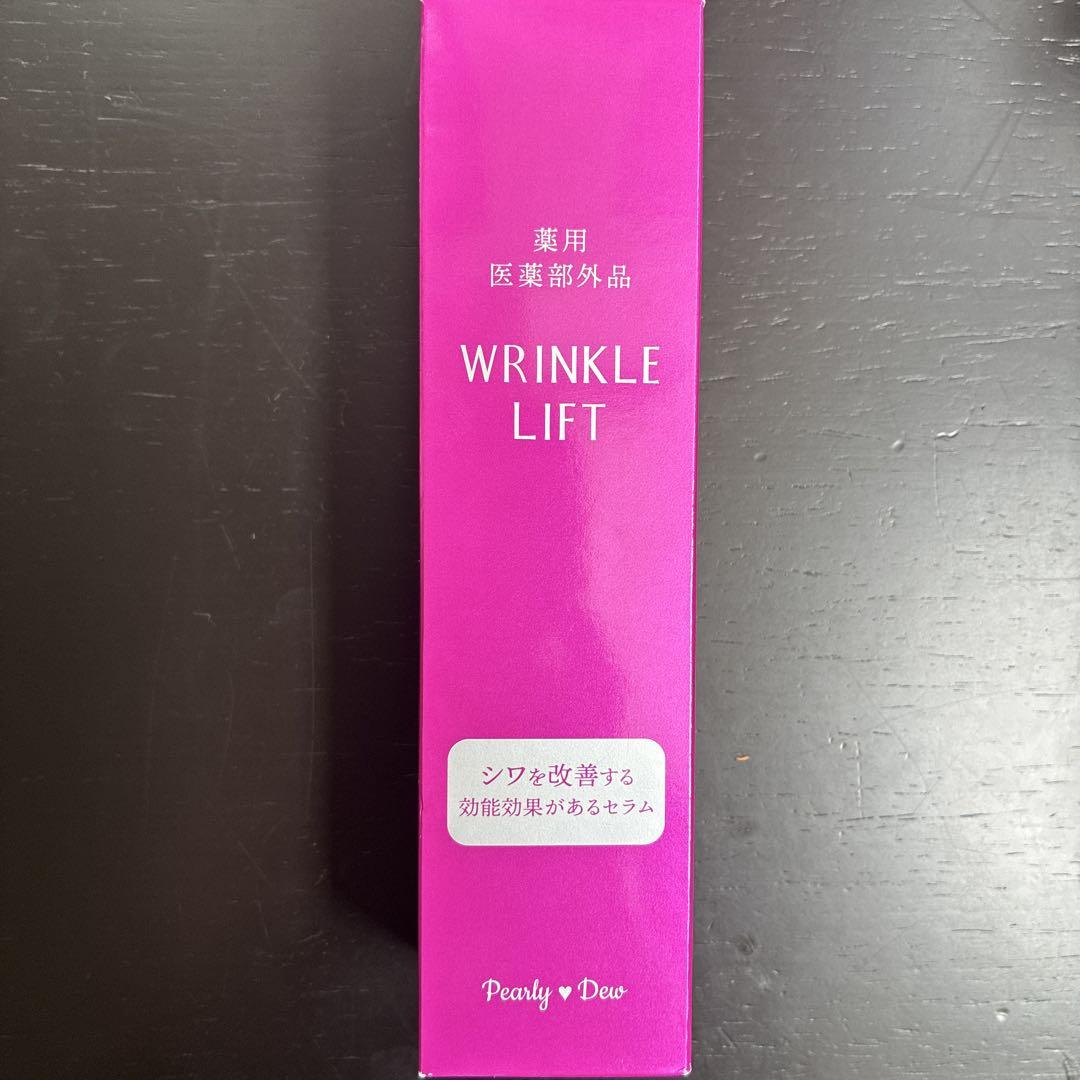 薬用
医薬部外品
WRINKLE
LIFT
シワを改善する
効能効果があるセラム
Pearly ♥ Dew